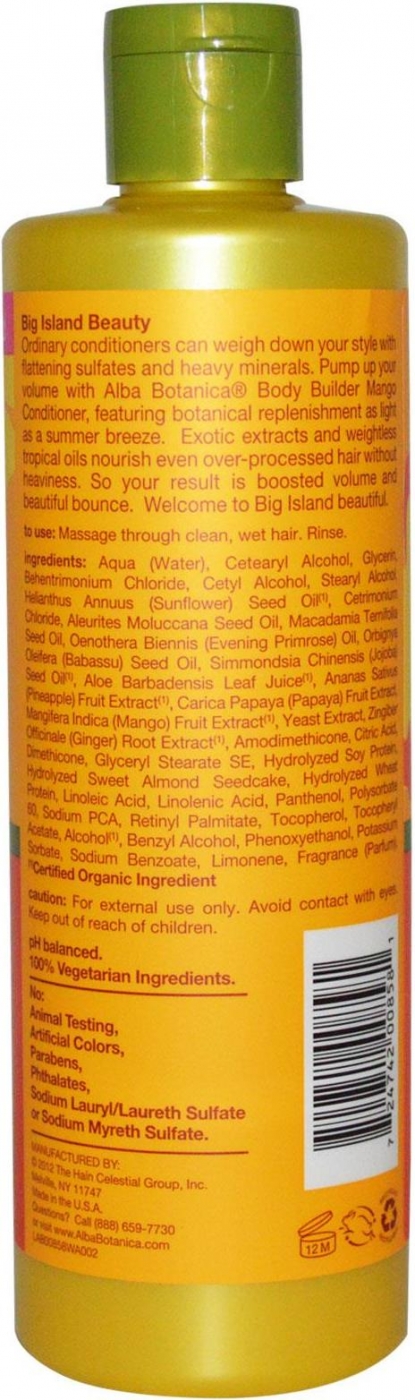 Big Island Beauty
Ordinary conditioners can weigh down your style with
flattening sulfates and heavy minerals. Pump up your
volume with Alba Botanica® Body Builder Mango
Conditioner, featuring botanical replenishment as light
as a summer breeze. Exotic extracts and weightless
tropical oils nourish even over-processed hair without
heaviness. So your result is boosted volume and
beautiful bounce. Welcome to Big Island beautiful.
to use: Massage through clean, wet hair. Rinse.
ingredients: Aqua (Water), Cetearyl Alcohol, Glycerin,
Behentrimonium Chloride, Cetyl Alcohol, Stearyl Alcohol,
Helianthus Annuus (Sunflower) Seed Oil⁽¹⁾, Cetrimonium
Chloride, Aleurites Moluccana Seed Oil, Macadamia Ternifolia
Seed Oil, Oenothera Biennis (Evening Primrose) Oil, Orbignya
Oleifera (Babassu) Seed Oil, Simmondsia Chinensis (Jojoba)
Seed Oil⁽¹⁾, Aloe Barbadensis Leaf Juice⁽¹⁾, Ananas Sativus
(Pineapple) Fruit Extract⁽¹⁾, Carica Papaya (Papaya) Fruit Extract,
Mangifera Indica (Mango) Fruit Extract⁽¹⁾, Yeast Extract, Zingiber
Officinale (Ginger) Root Extract⁽¹⁾, Amodimethicone, Citric Acid,
Dimethicone, Glyceryl Stearate SE, Hydrolyzed Soy Protein,
Hydrolyzed Sweet Almond Seedcake, Hydrolyzed Wheat
Protein, Linoleic Acid, Linolenic Acid, Panthenol, Polysorbate
60, Sodium PCA, Retinyl Palmitate, Tocopherol, Tocopheryl
Acetate, Alcohol⁽¹⁾, Benzyl Alcohol, Phenoxyethanol, Potassium
Sorbate, Sodium Benzoate, Limonene, Fragrance (Parfum).
⁽¹⁾Certified Organic Ingredient
caution: For external use only. Avoid contact with eyes.
Keep out of reach of children.
pH balanced.
100% Vegetarian Ingredients.
No:
Animal Testing,
Artificial Colors,
Parabens,
Phthalates,
Sodium Lauryl/Laureth Sulfate
or Sodium Myreth Sulfate.
MANUFACTURED BY:
© 2012 The Hain Celestial Group, Inc.
Melville, NY 11747
Made in the U.S.A.
Questions? Call (888) 659-7730
or visit www.AlbaBotanica.com
LAB00858WA002
7 24742 00858 1
12 M